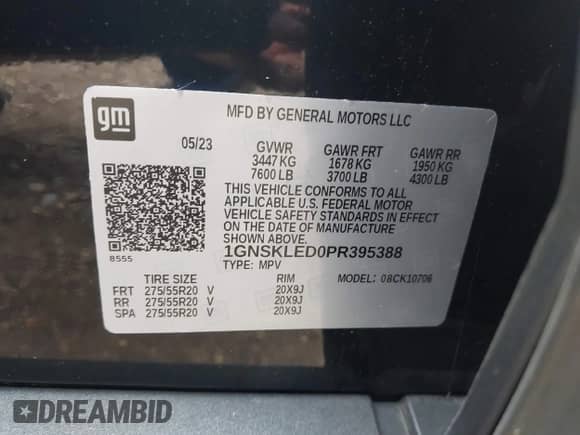 gm
MFD BY GENERAL MOTORS LLC
05/23 GVWR GAWR FRT GAWR RR
3447 KG 1678 KG 1950 KG
7600 LB 3700 LB 4300 LB
THIS VEHICLE CONFORMS TO ALL
APPLICABLE U.S. FEDERAL MOTOR
VEHICLE SAFETY STANDARDS IN EFFECT
ON THE DATE OF MANUFACTURE
SHOWN ABOVE.
8555 1GNSKLED0PR395388
TYPE: MPV MODEL: 08CK10706
TIRE SIZE RIM
FRT 275/55R20 V 20X9J
RR 275/55R20 V 20X9J
SPA 275/55R20 V 20X9J
DREAMBID